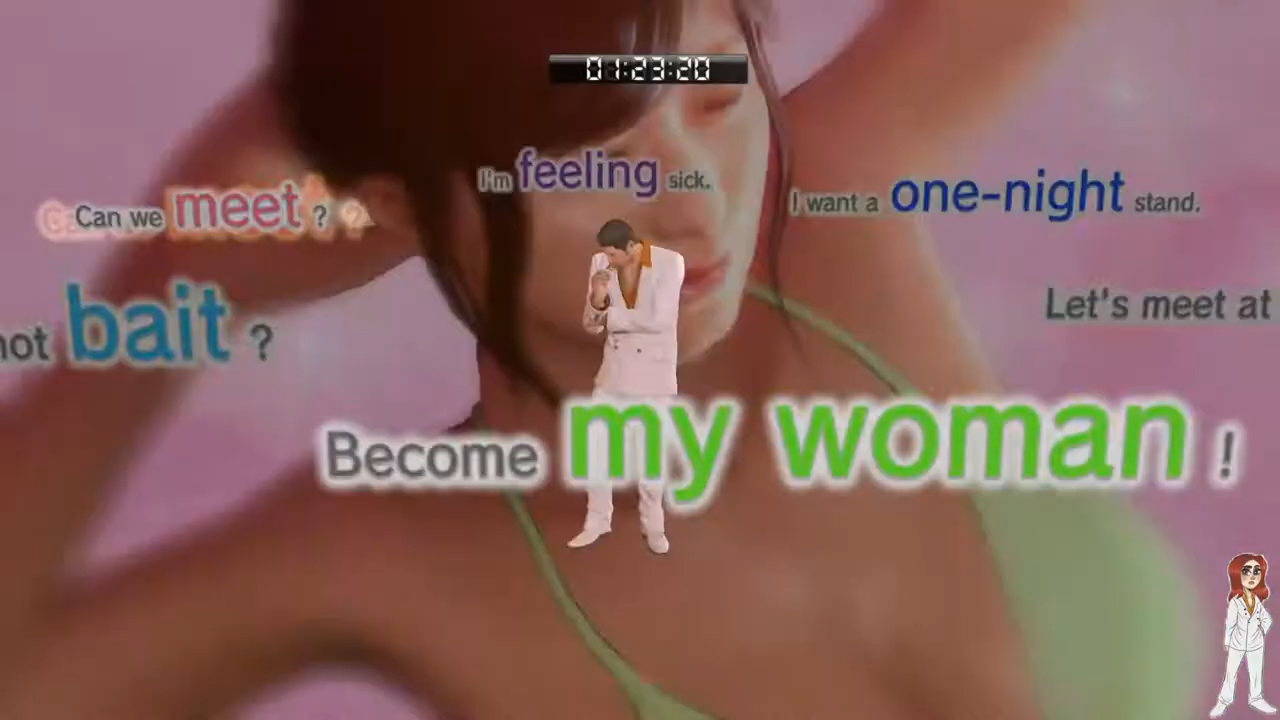 01:23:20
I'm feeling sick.
Can we meet ?
I want a one-night stand.
not bait ?
Let's meet at
Become my woman !